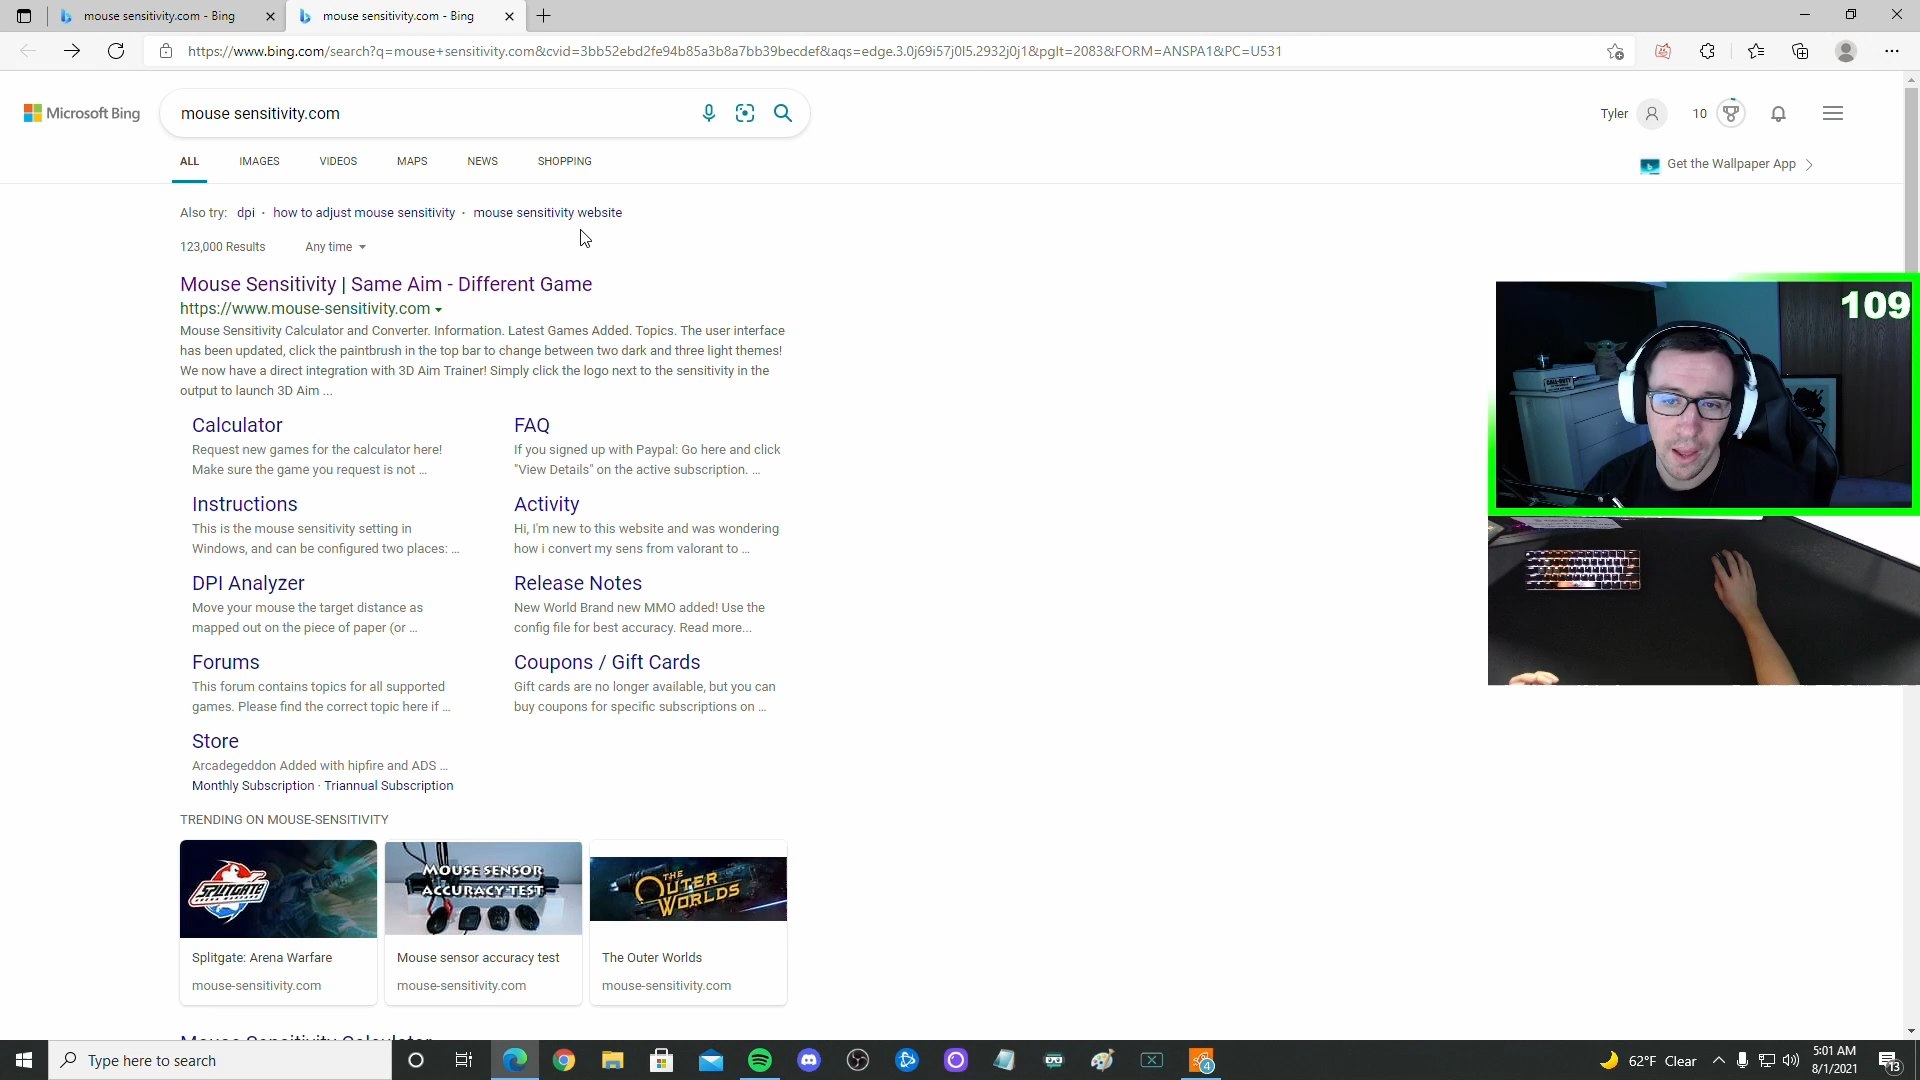 mouse sensitivity.com - Bing
mouse sensitivity.com - Bing
https://www.bing.com/search?q=mouse+sensitivity.com&cvid=3bb52ebd2fe94b85a3b8a7bb39becdef&aqs=edge.3.0j69i57j0l5.2932j0j1&pglt=2083&FORM=ANSPA1&PC=U531
Microsoft Bing
mouse sensitivity.com
Tyler
10
ALL IMAGES VIDEOS MAPS NEWS SHOPPING
Get the Wallpaper App
Also try: dpi · how to adjust mouse sensitivity · mouse sensitivity website
123,000 Results Any time
Mouse Sensitivity | Same Aim - Different Game
https://www.mouse-sensitivity.com
Mouse Sensitivity Calculator and Converter. Information. Latest Games Added. Topics. The user interface
has been updated, click the paintbrush in the top bar to change between two dark and three light themes!
We now have a direct integration with 3D Aim Trainer! Simply click the logo next to the sensitivity in the
output to launch 3D Aim ...
Calculator
Request new games for the calculator here!
Make sure the game you request is not ...
FAQ
If you signed up with Paypal: Go here and click
"View Details" on the active subscription. ...
Instructions
This is the mouse sensitivity setting in
Windows, and can be configured two places: ...
Activity
Hi, I'm new to this website and was wondering
how i convert my sens from valorant to ...
DPI Analyzer
Move your mouse the target distance as
mapped out on the piece of paper (or ...
Release Notes
New World Brand new MMO added! Use the
config file for best accuracy. Read more...
Forums
This forum contains topics for all supported
games. Please find the correct topic here if ...
Coupons / Gift Cards
Gift cards are no longer available, but you can
buy coupons for specific subscriptions on ...
Store
Arcadegeddon Added with hipfire and ADS ...
Monthly Subscription · Triannual Subscription
TRENDING ON MOUSE-SENSITIVITY
SPLITGATE
MOUSE SENSOR
ACCURACY TEST
THE
OUTER
WORLDS
Splitgate: Arena Warfare
mouse-sensitivity.com
Mouse sensor accuracy test
mouse-sensitivity.com
The Outer Worlds
mouse-sensitivity.com
Mouse Sensitivity Calculator
109
Type here to search
4
62°F Clear
5:01 AM
8/1/2021
13